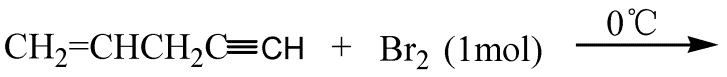 0℃
CH₂=CHCH₂C≡CH + Br₂ (1mol)